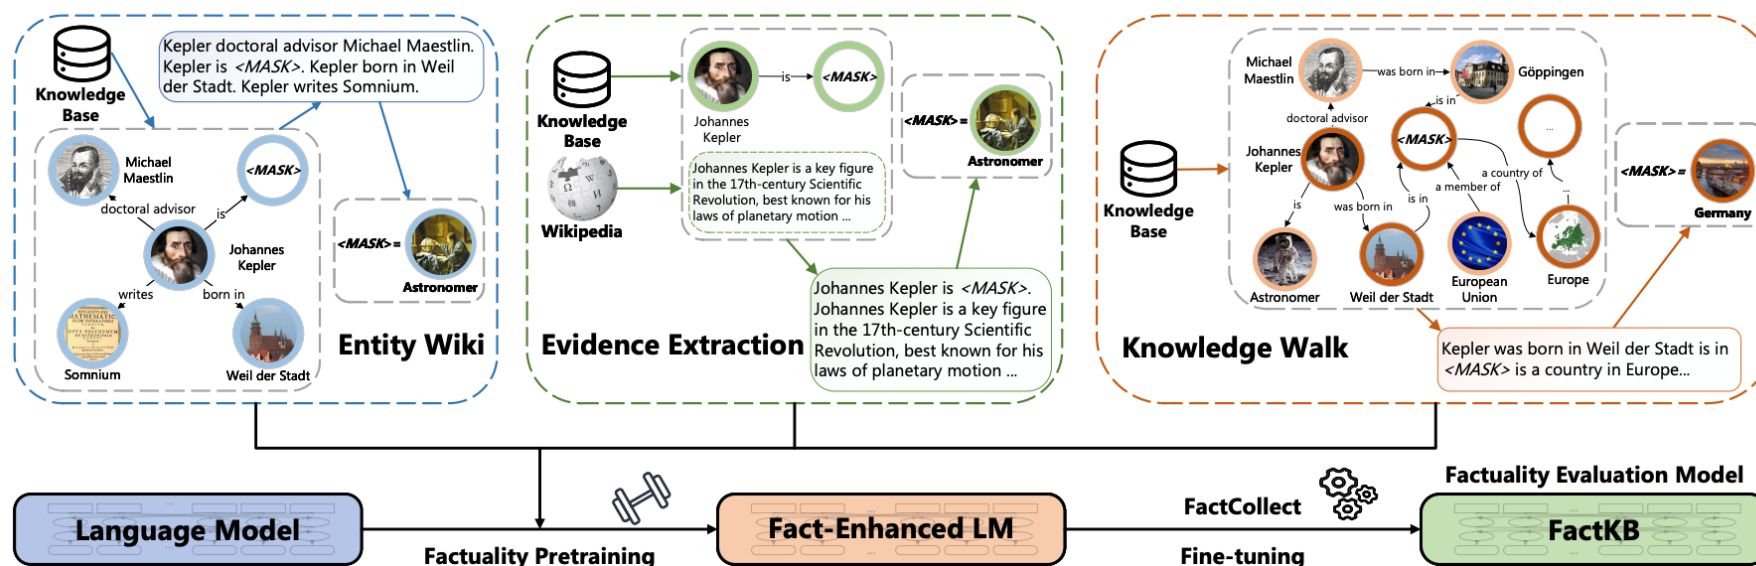 Knowledge
Base
Kepler doctoral advisor Michael Maestlin.
Kepler is <MASK>. Kepler born in Weil
der Stadt. Kepler writes Somnium.
Michael
Maestlin
<MASK>
doctoral advisor
is
Johannes
Kepler
writes
born in
Somnium
Weil der Stadt
<MASK> =
Astronomer
Entity Wiki
Knowledge
Base
Wikipedia
Johannes
Kepler
is
<MASK>
Johannes Kepler is a key figure
in the 17th-century Scientific
Revolution, best known for his
laws of planetary motion ...
<MASK> =
Astronomer
Johannes Kepler is <MASK>.
Johannes Kepler is a key figure
in the 17th-century Scientific
Revolution, best known for his
laws of planetary motion ...
Evidence Extraction
Knowledge
Base
Michael
Maestlin
was born in
Göppingen
is in
doctoral advisor
<MASK>
...
Johannes
Kepler
a country of
a member of
...
is
was born in
is in
Astronomer
Weil der Stadt
European
Union
Europe
<MASK> =
Germany
Kepler was born in Weil der Stadt is in
<MASK> is a country in Europe...
Knowledge Walk
Language Model
Factuality Pretraining
Fact-Enhanced LM
FactCollect
Fine-tuning
Factuality Evaluation Model
FactKB